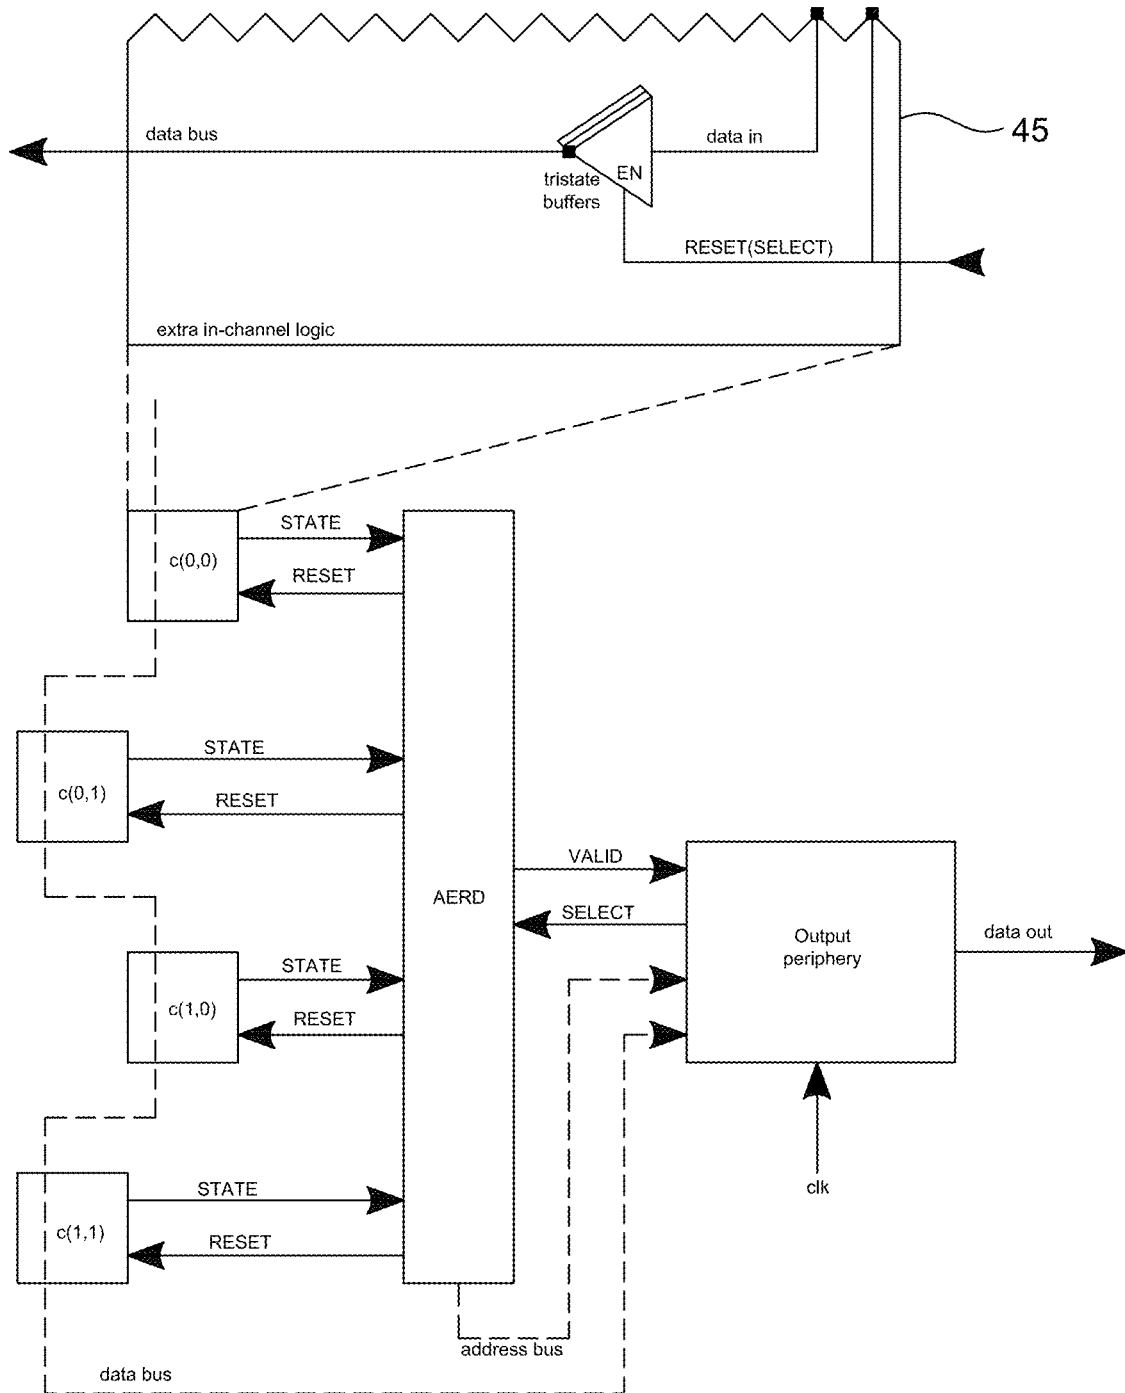 data bus
data in
45
EN
tristate
buffers
RESET(SELECT)
extra in-channel logic
STATE
c(0,0)
RESET
STATE
c(0,1)
RESET
VALID
AERD
SELECT
Output
periphery
data out
STATE
c(1,0)
RESET
clk
STATE
c(1,1)
RESET
address bus
data bus